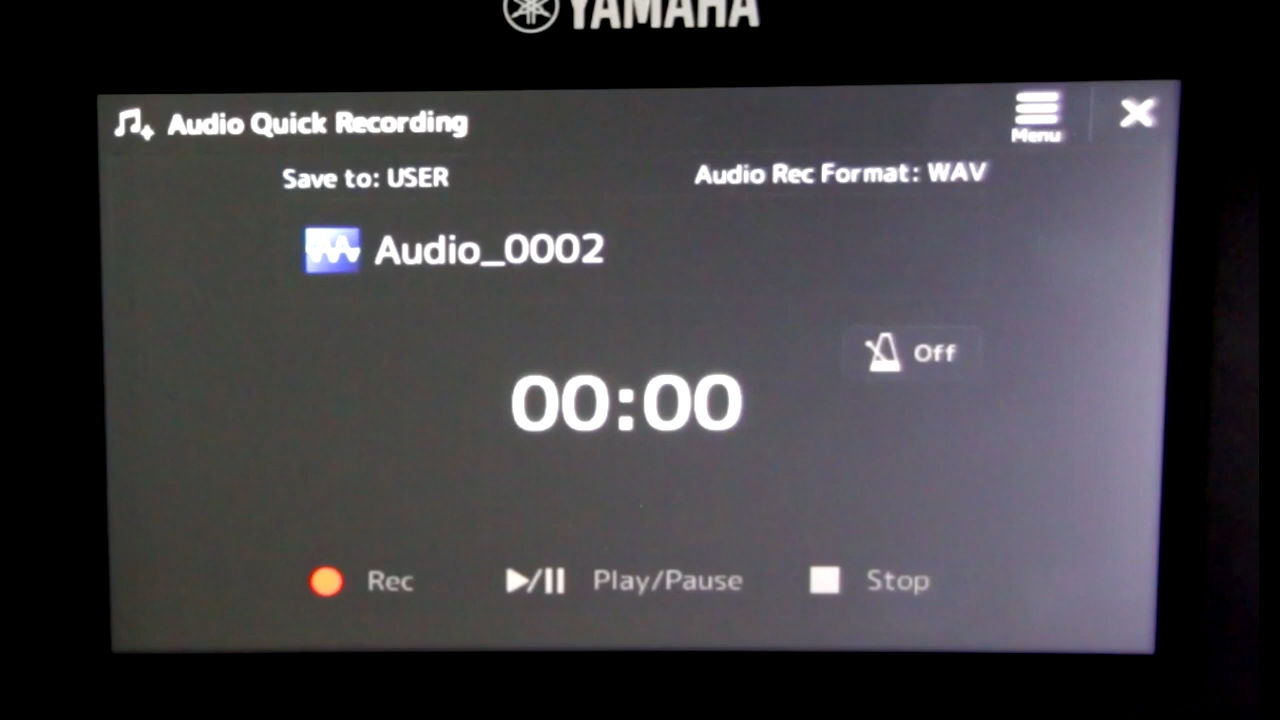 YAMAHA
Audio Quick Recording
Menu
Save to: USER
Audio Rec Format: WAV
Audio_0002
Off
00:00
Rec
Play/Pause
Stop